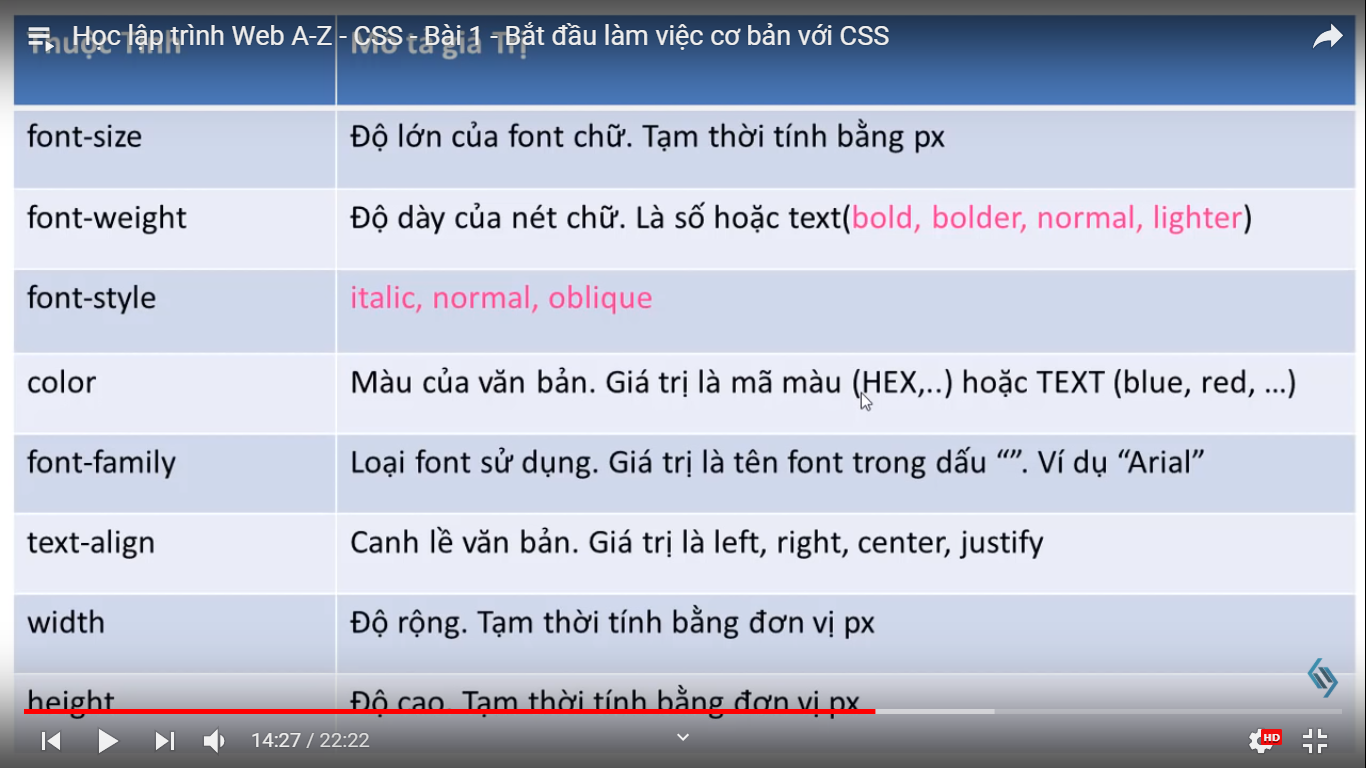 Học lập trình Web A-Z - CSS - Bài 1 - Bắt đầu làm việc cơ bản với CSS
Thuộc Tính Mô tả giá Trị
font-size Độ lớn của font chữ. Tạm thời tính bằng px
font-weight Độ dày của nét chữ. Là số hoặc text(bold, bolder, normal, lighter)
font-style italic, normal, oblique
color Màu của văn bản. Giá trị là mã màu (HEX,..) hoặc TEXT (blue, red, ...)
font-family Loại font sử dụng. Giá trị là tên font trong dấu “”. Ví dụ “Arial”
text-align Canh lề văn bản. Giá trị là left, right, center, justify
width Độ rộng. Tạm thời tính bằng đơn vị px
height Độ cao. Tạm thời tính bằng đơn vị px
14:27 / 22:22 HD